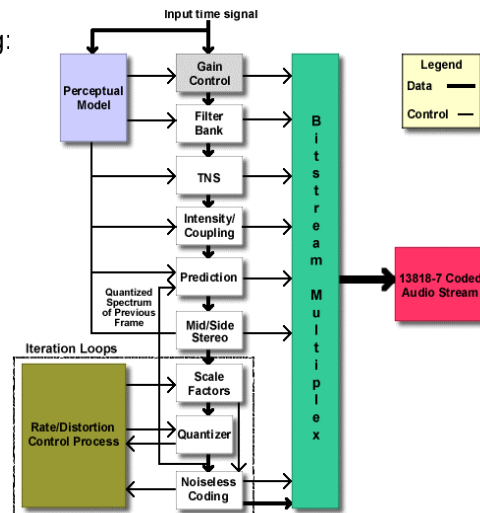 g:
Input time signal
Perceptual
Model
Gain
Control
Filter
Bank
TNS
Intensity/
Coupling
Prediction
Quantized
Spectrum
of Previous
Frame
Mid/Side
Stereo
Iteration Loops
Rate/Distortion
Control Process
Scale
Factors
Quantizer
Noiseless
Coding
Bitstream Multiplex
Legend
Data
Control
13818-7 Coded
Audio Stream